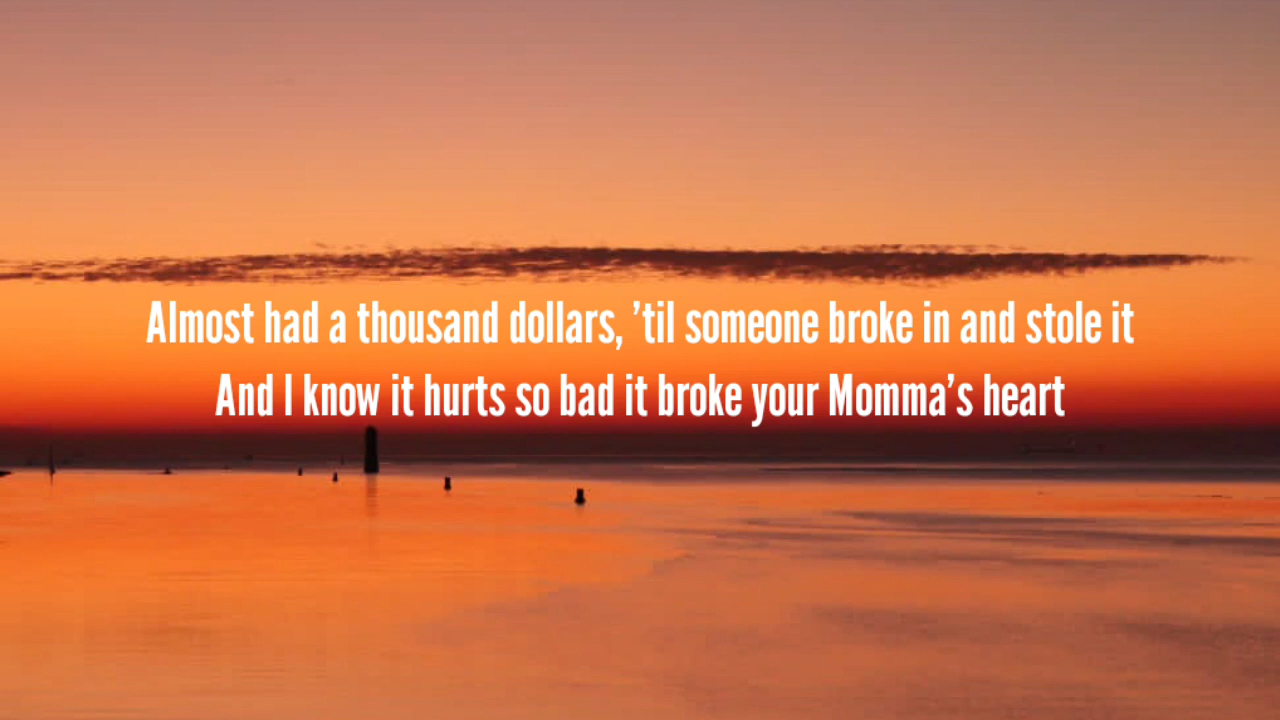 Almost had a thousand dollars, ’til someone broke in and stole it
And I know it hurts so bad it broke your Momma’s heart